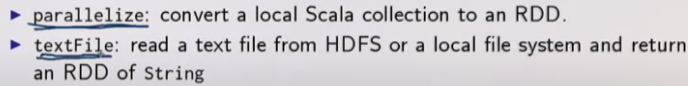 ▶ parallelize: convert a local Scala collection to an RDD.
▶ textFile: read a text file from HDFS or a local file system and return
an RDD of String